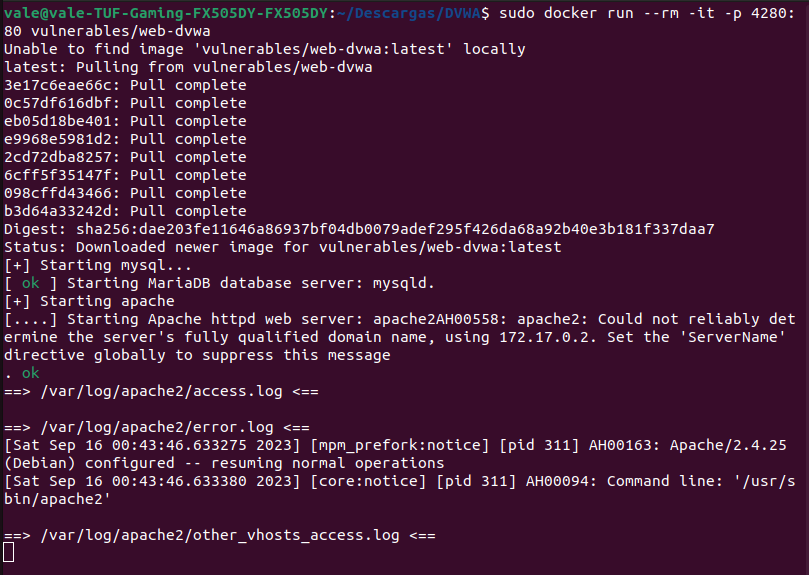 vale@vale-TUF-Gaming-FX505DY-FX505DY:~/Descargas/DVWA$ sudo docker run --rm -it -p 4280:
80 vulnerables/web-dvwa
Unable to find image 'vulnerables/web-dvwa:latest' locally
latest: Pulling from vulnerables/web-dvwa
3e17c6eae66c: Pull complete
0c57df616dbf: Pull complete
eb05d18be401: Pull complete
e9968e5981d2: Pull complete
2cd72dba8257: Pull complete
6cff5f35147f: Pull complete
098cffd43466: Pull complete
b3d64a33242d: Pull complete
Digest: sha256:dae203fe11646a86937bf04db0079adef295f426da68a92b40e3b181f337daa7
Status: Downloaded newer image for vulnerables/web-dvwa:latest
[+] Starting mysql...
[ ok ] Starting MariaDB database server: mysqld.
[+] Starting apache
[....] Starting Apache httpd web server: apache2AH00558: apache2: Could not reliably det
ermine the server's fully qualified domain name, using 172.17.0.2. Set the 'ServerName'
directive globally to suppress this message
. ok
==> /var/log/apache2/access.log <==
==> /var/log/apache2/error.log <==
[Sat Sep 16 00:43:46.633275 2023] [mpm_prefork:notice] [pid 311] AH00163: Apache/2.4.25
(Debian) configured -- resuming normal operations
[Sat Sep 16 00:43:46.633380 2023] [core:notice] [pid 311] AH00094: Command line: '/usr/s
bin/apache2'
==> /var/log/apache2/other_vhosts_access.log <==